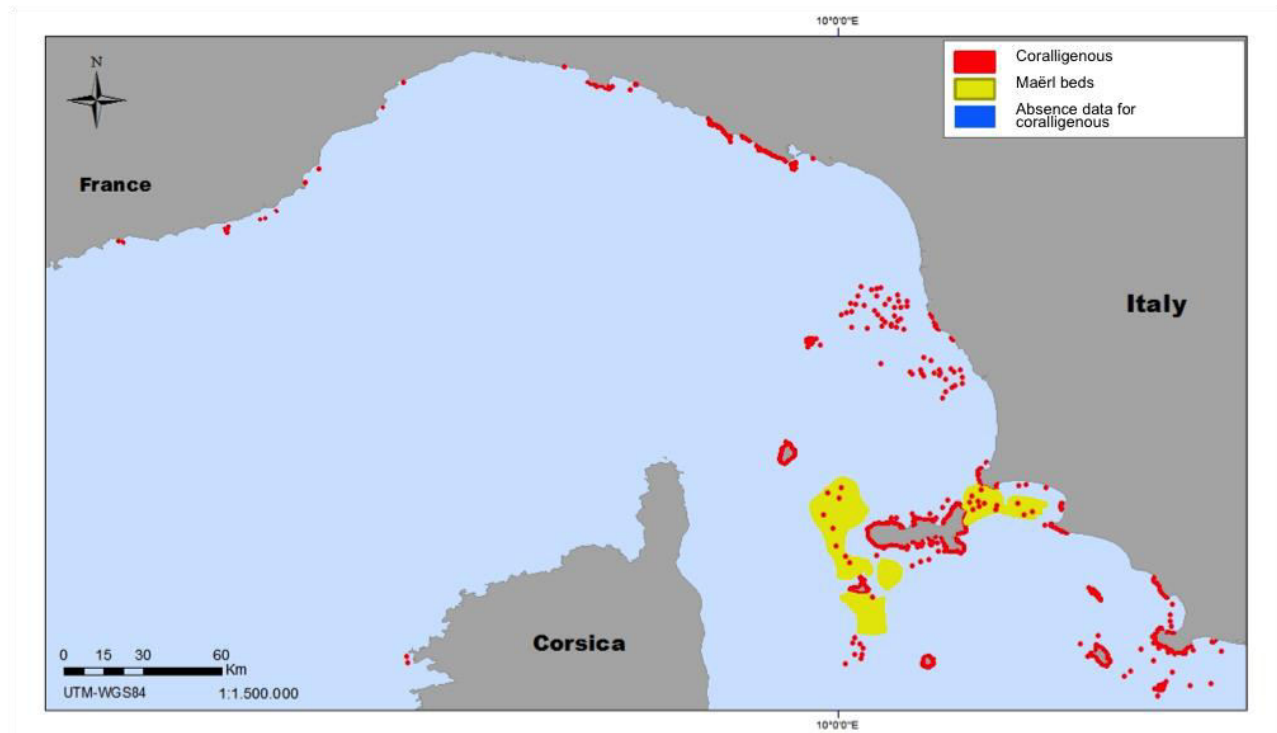 10°0'0"E
N
Coralligenous
Maërl beds
Absence data for
coralligenous
France
Italy
Corsica
0 15 30 60
Km
UTM-WGS84 1:1.500.000
10°0'0"E